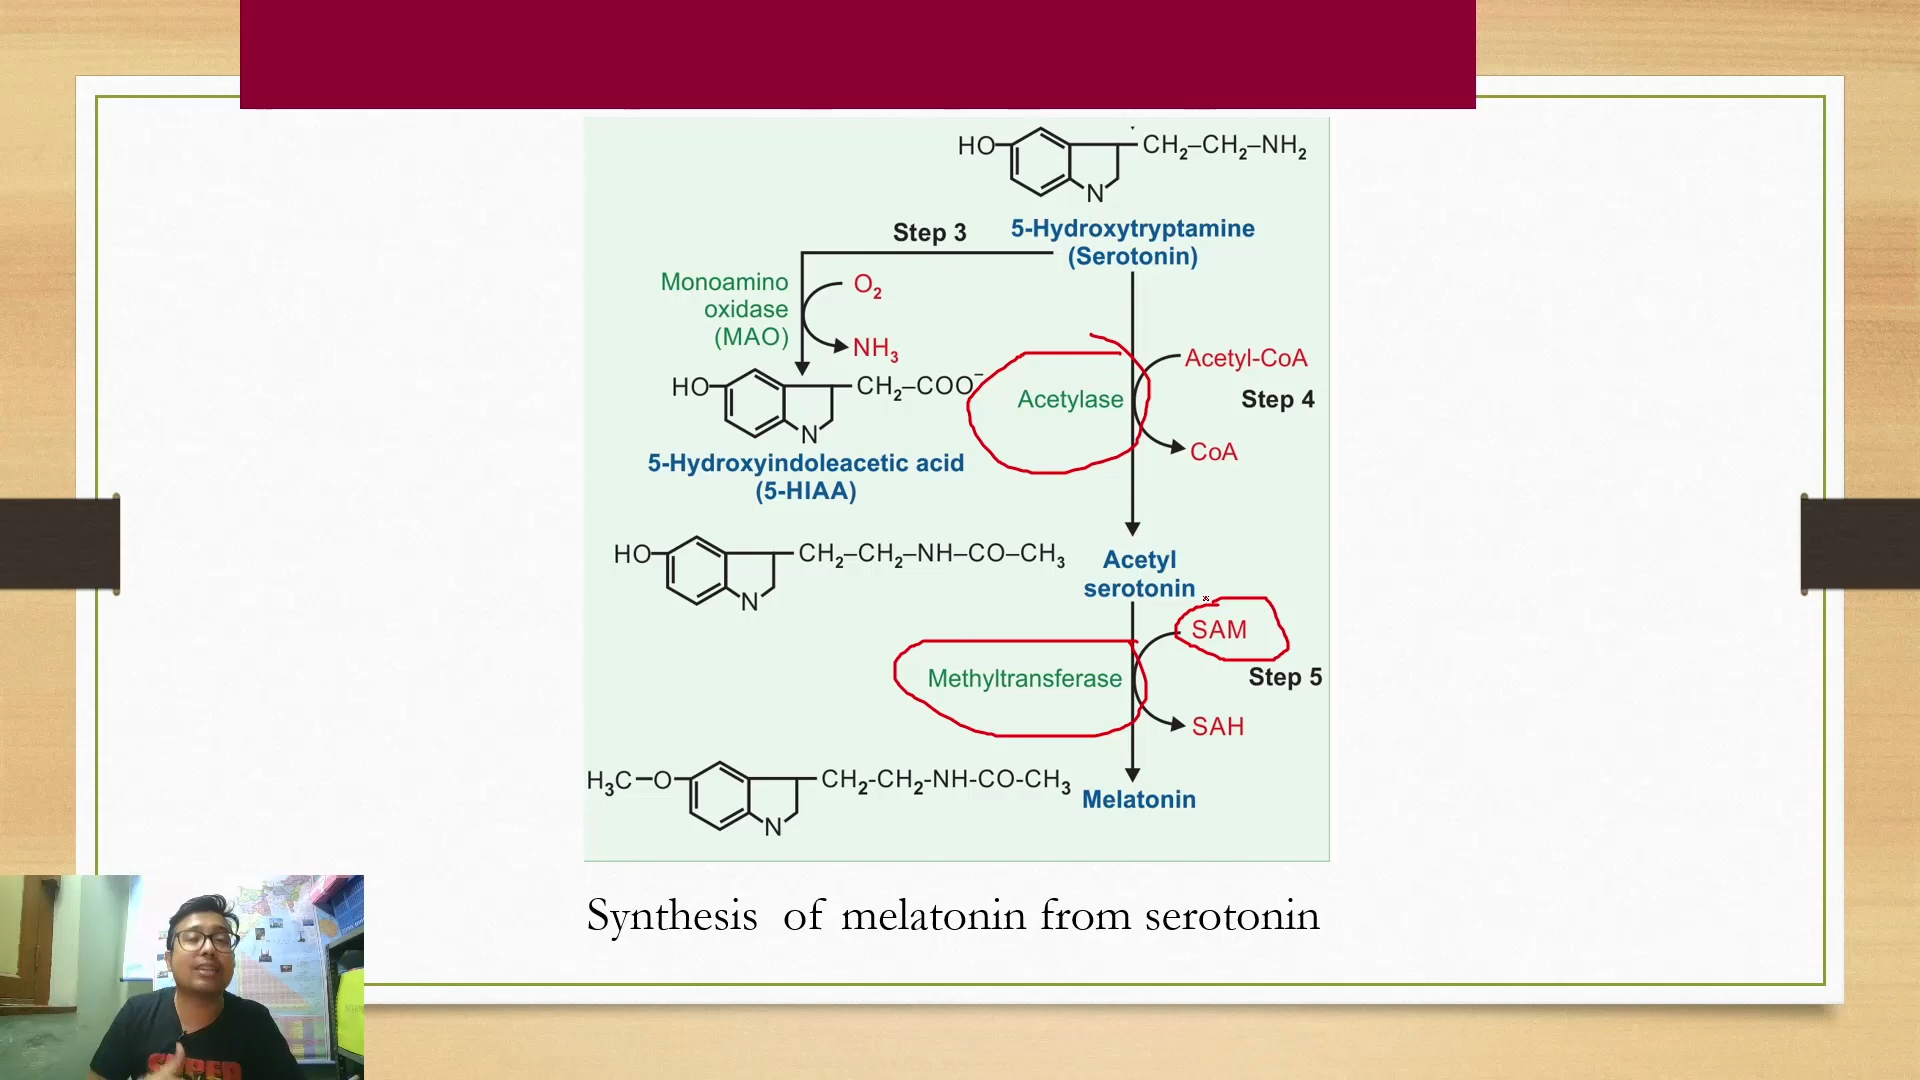 HO
CH₂–CH₂–NH₂
N
5-Hydroxytryptamine
(Serotonin)
Step 3
Monoamino
oxidase
(MAO)
O₂
NH₃
Acetyl-CoA
Acetylase
Step 4
CoA
HO
CH₂–COO⁻
N
5-Hydroxyindoleacetic acid
(5-HIAA)
HO
CH₂–CH₂–NH–CO–CH₃
N
Acetyl
serotonin
SAM
Methyltransferase
Step 5
SAH
H₃C–O
CH₂-CH₂-NH-CO-CH₃
N
Melatonin
Synthesis of melatonin from serotonin